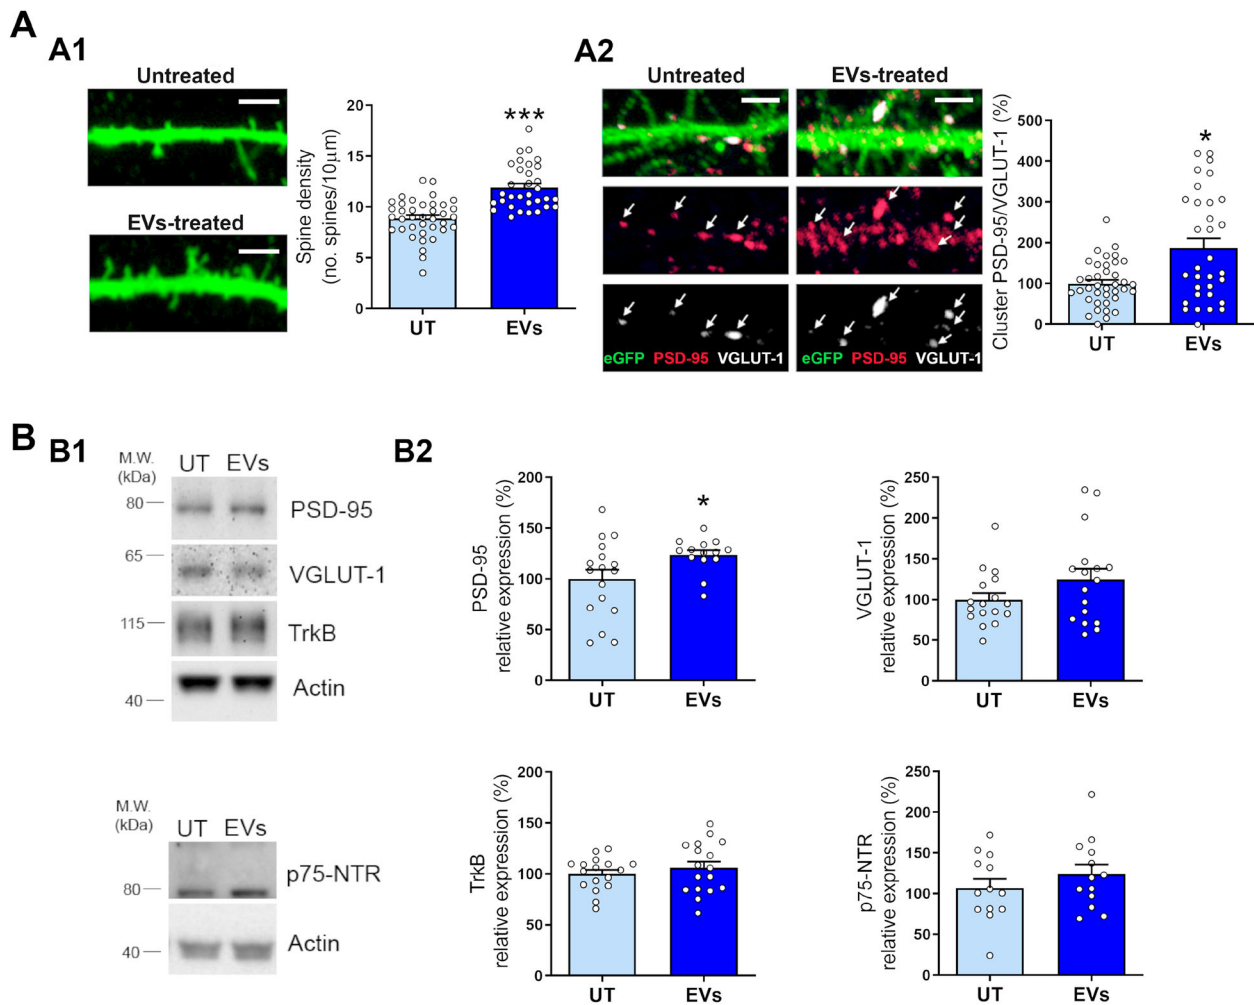 A
A1
Untreated
EVs-treated
Spine density
(no. spines/10μm)
20
15
10
5
0
***
UT
EVs
A2
Untreated
EVs-treated
eGFP PSD-95 VGLUT-1
eGFP PSD-95 VGLUT-1
Cluster PSD-95/VGLUT-1 (%)
500
400
300
200
100
0
*
UT
EVs
B
B1
M.W.
(kDa)
UT EVs
80
PSD-95
65
VGLUT-1
115
TrkB
Actin
40
M.W.
(kDa)
UT EVs
p75-NTR
80
Actin
40
B2
PSD-95
relative expression (%)
200
150
100
50
0
*
UT
EVs
VGLUT-1
relative expression (%)
250
200
150
100
50
0
UT
EVs
TrkB
relative expression (%)
200
150
100
50
0
UT
EVs
p75-NTR
relative expression (%)
250
200
150
100
50
0
UT
EVs